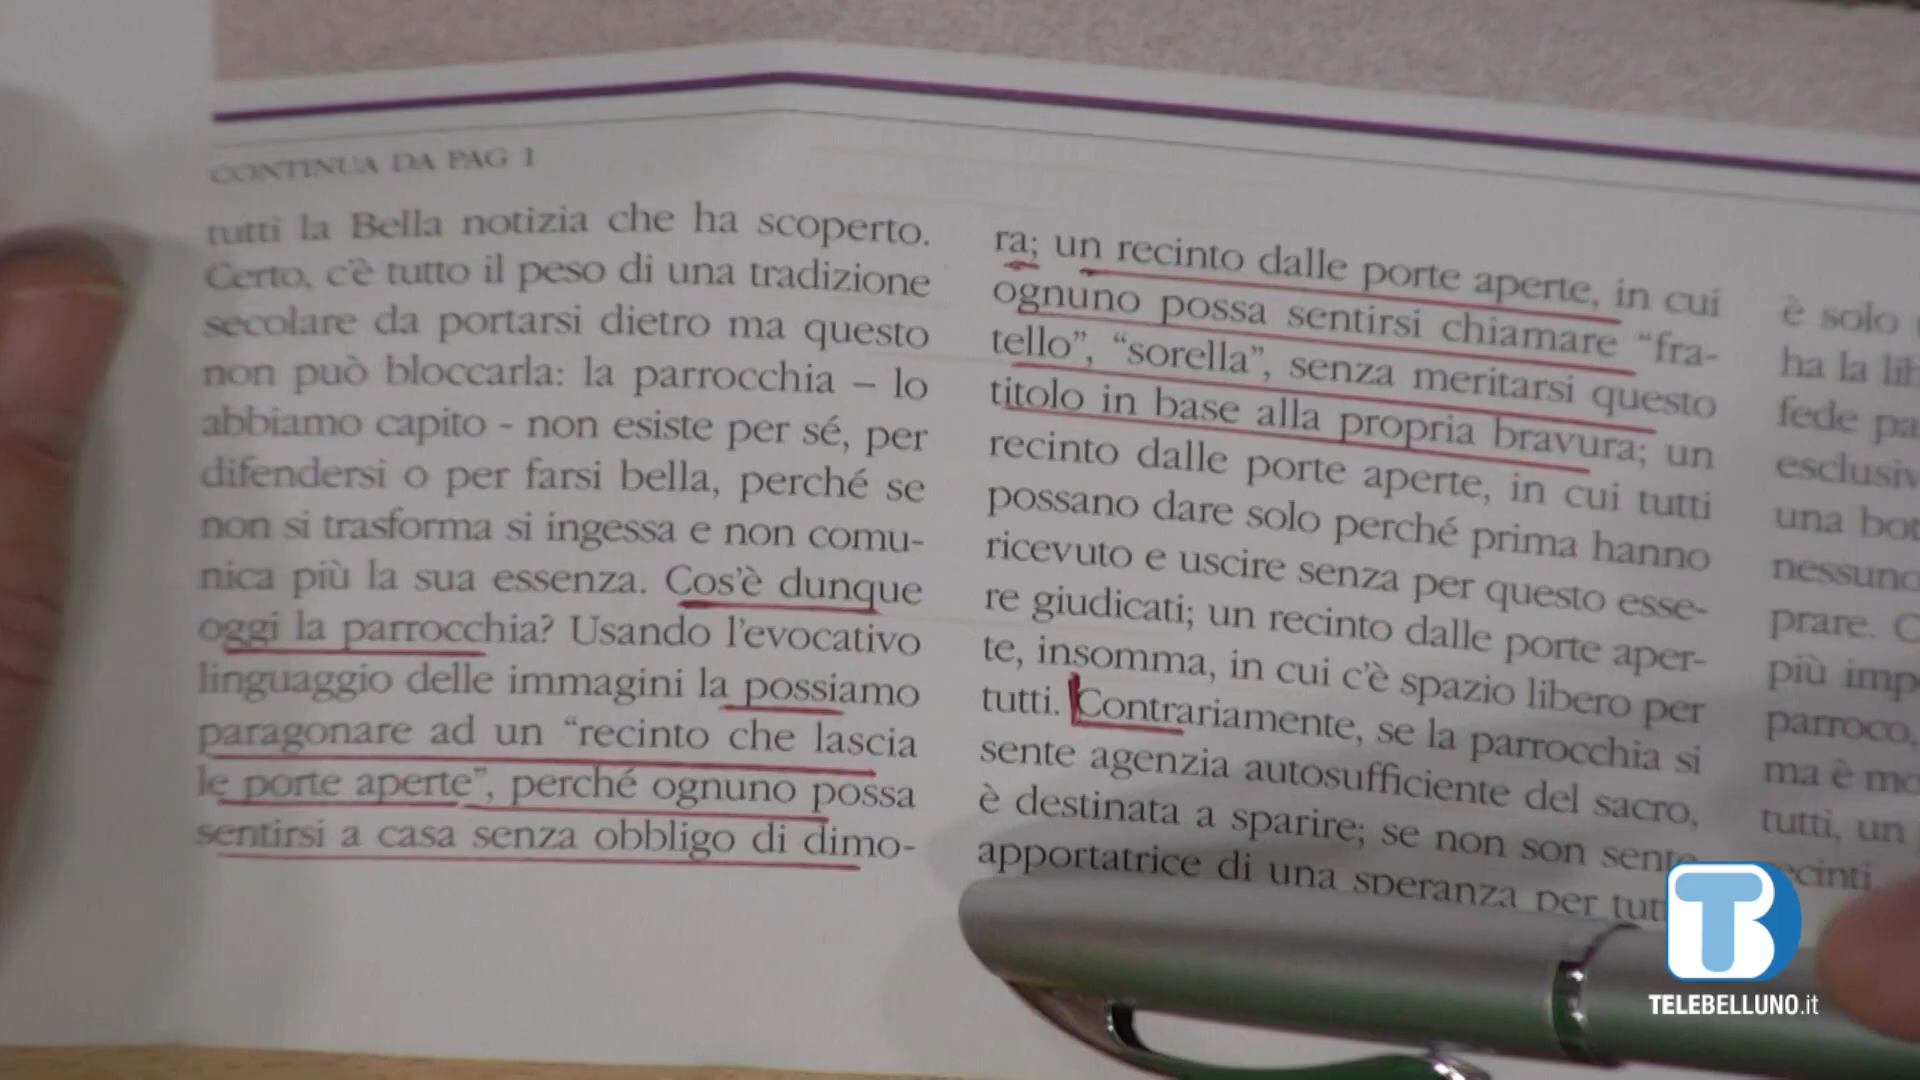 CONTINUA DA PAG 1
tutti la Bella notizia che ha scoperto.
Certo, c'è tutto il peso di una tradizione
secolare da portarsi dietro ma questo
non può bloccarla: la parrocchia – lo
abbiamo capito - non esiste per sé, per
difendersi o per farsi bella, perché se
non si trasforma si ingessa e non comu-
nica più la sua essenza. Cos'è dunque
oggi la parrocchia? Usando l'evocativo
linguaggio delle immagini la possiamo
paragonare ad un “recinto che lascia
le porte aperte”, perché ognuno possa
sentirsi a casa senza obbligo di dimo-
ra; un recinto dalle porte aperte, in cui
ognuno possa sentirsi chiamare “fra-
tello”, “sorella”, senza meritarsi questo
titolo in base alla propria bravura; un
recinto dalle porte aperte, in cui tutti
possano dare solo perché prima hanno
ricevuto e uscire senza per questo esse-
re giudicati; un recinto dalle porte aper-
te, insomma, in cui c'è spazio libero per
tutti. Contrariamente, se la parrocchia si
sente agenzia autosufficiente del sacro,
è destinata a sparire; se non son sente
apportatrice di una speranza per
è solo
ha la
fede
una
prare.
più
parroco,
ma è
tutti, un
TB
TELEBELLUNO.it